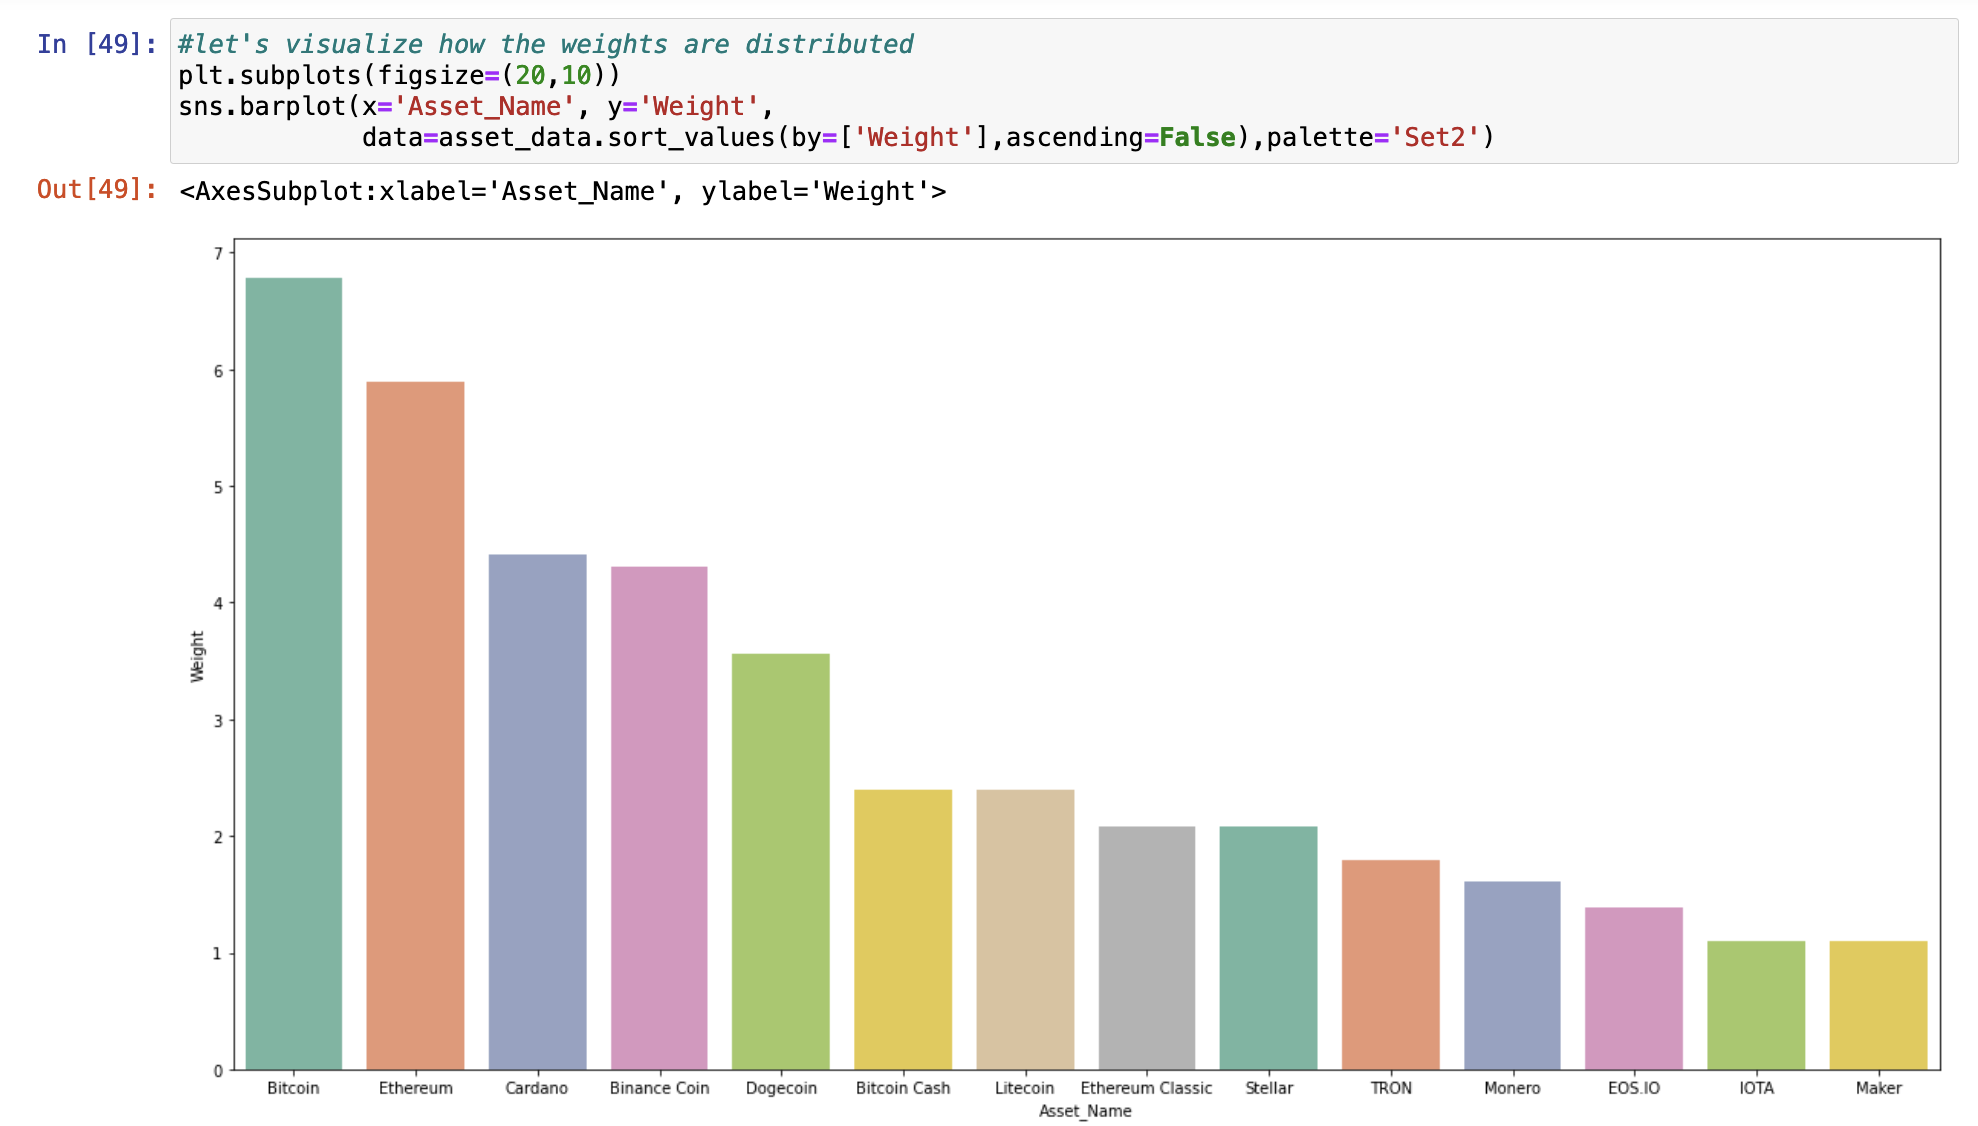 In [49]: #let's visualize how the weights are distributed
plt.subplots(figsize=(20,10))
sns.barplot(x='Asset_Name', y='Weight',
            data=asset_data.sort_values(by=['Weight'],ascending=False),palette='Set2')
Out[49]: <AxesSubplot:xlabel='Asset_Name', ylabel='Weight'>
7
6
5
4
3
2
1
0
Weight
Bitcoin Ethereum Cardano Binance Coin Dogecoin Bitcoin Cash Litecoin Ethereum Classic Stellar TRON Monero EOS.IO IOTA Maker
Asset_Name